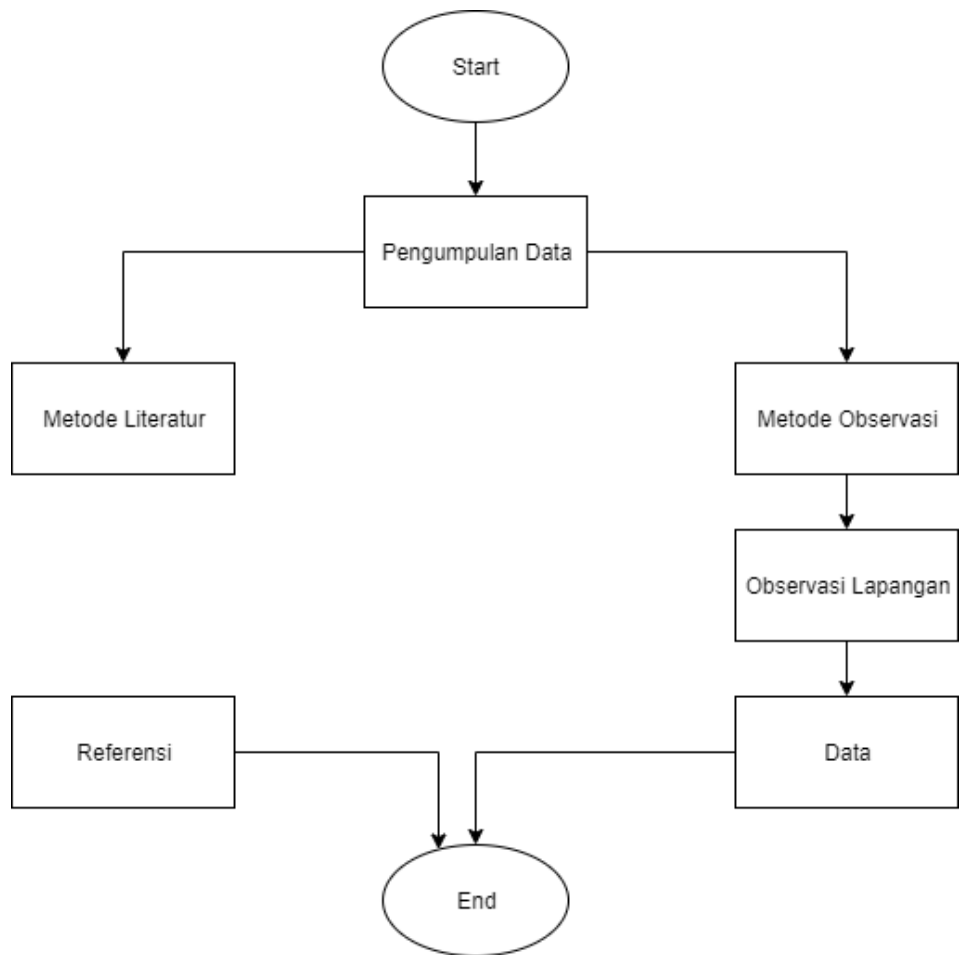 Start
Pengumpulan Data
Metode Literatur
Metode Observasi
Observasi Lapangan
Referensi
Data
End